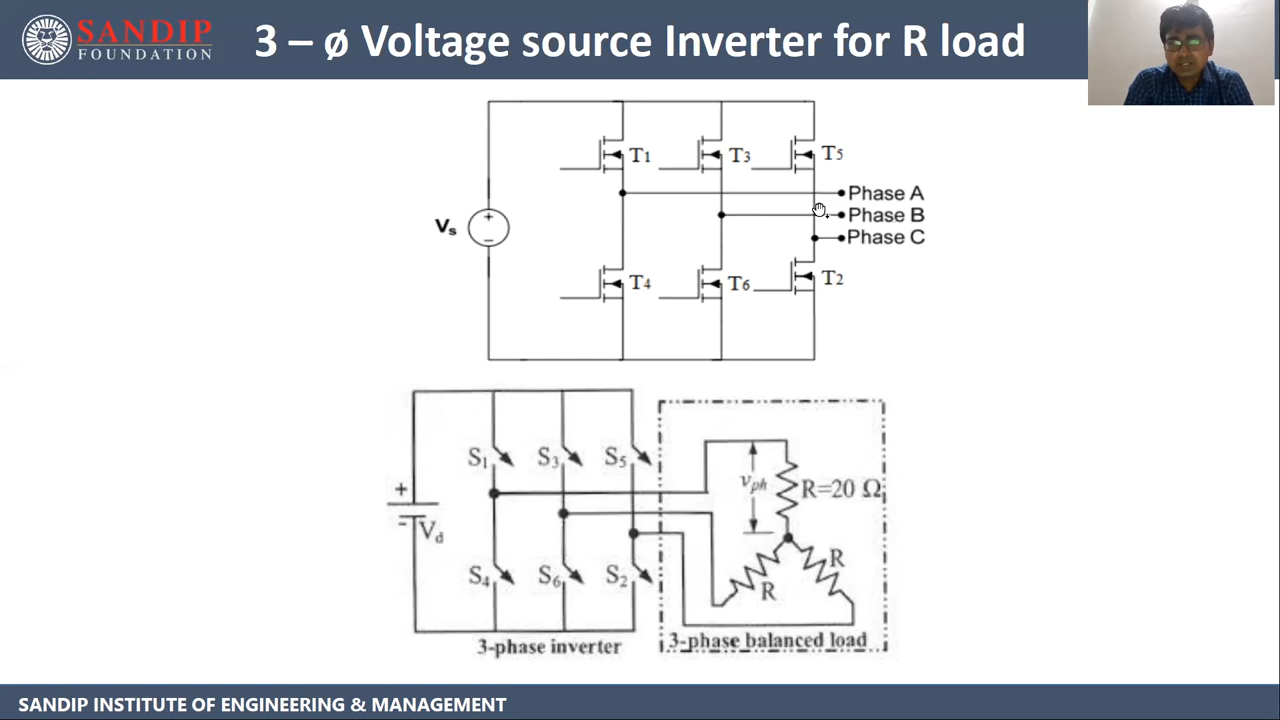 SANDIP
FOUNDATION
3 – ø Voltage source Inverter for R load
T1
T3
T5
Phase A
Phase B
Phase C
Vs
+
−
T4
T6
T2
S1
S3
S5
+
-
Vd
vph
R=20 Ω
R
R
S4
S6
S2
3-phase inverter
3-phase balanced load
SANDIP INSTITUTE OF ENGINEERING & MANAGEMENT